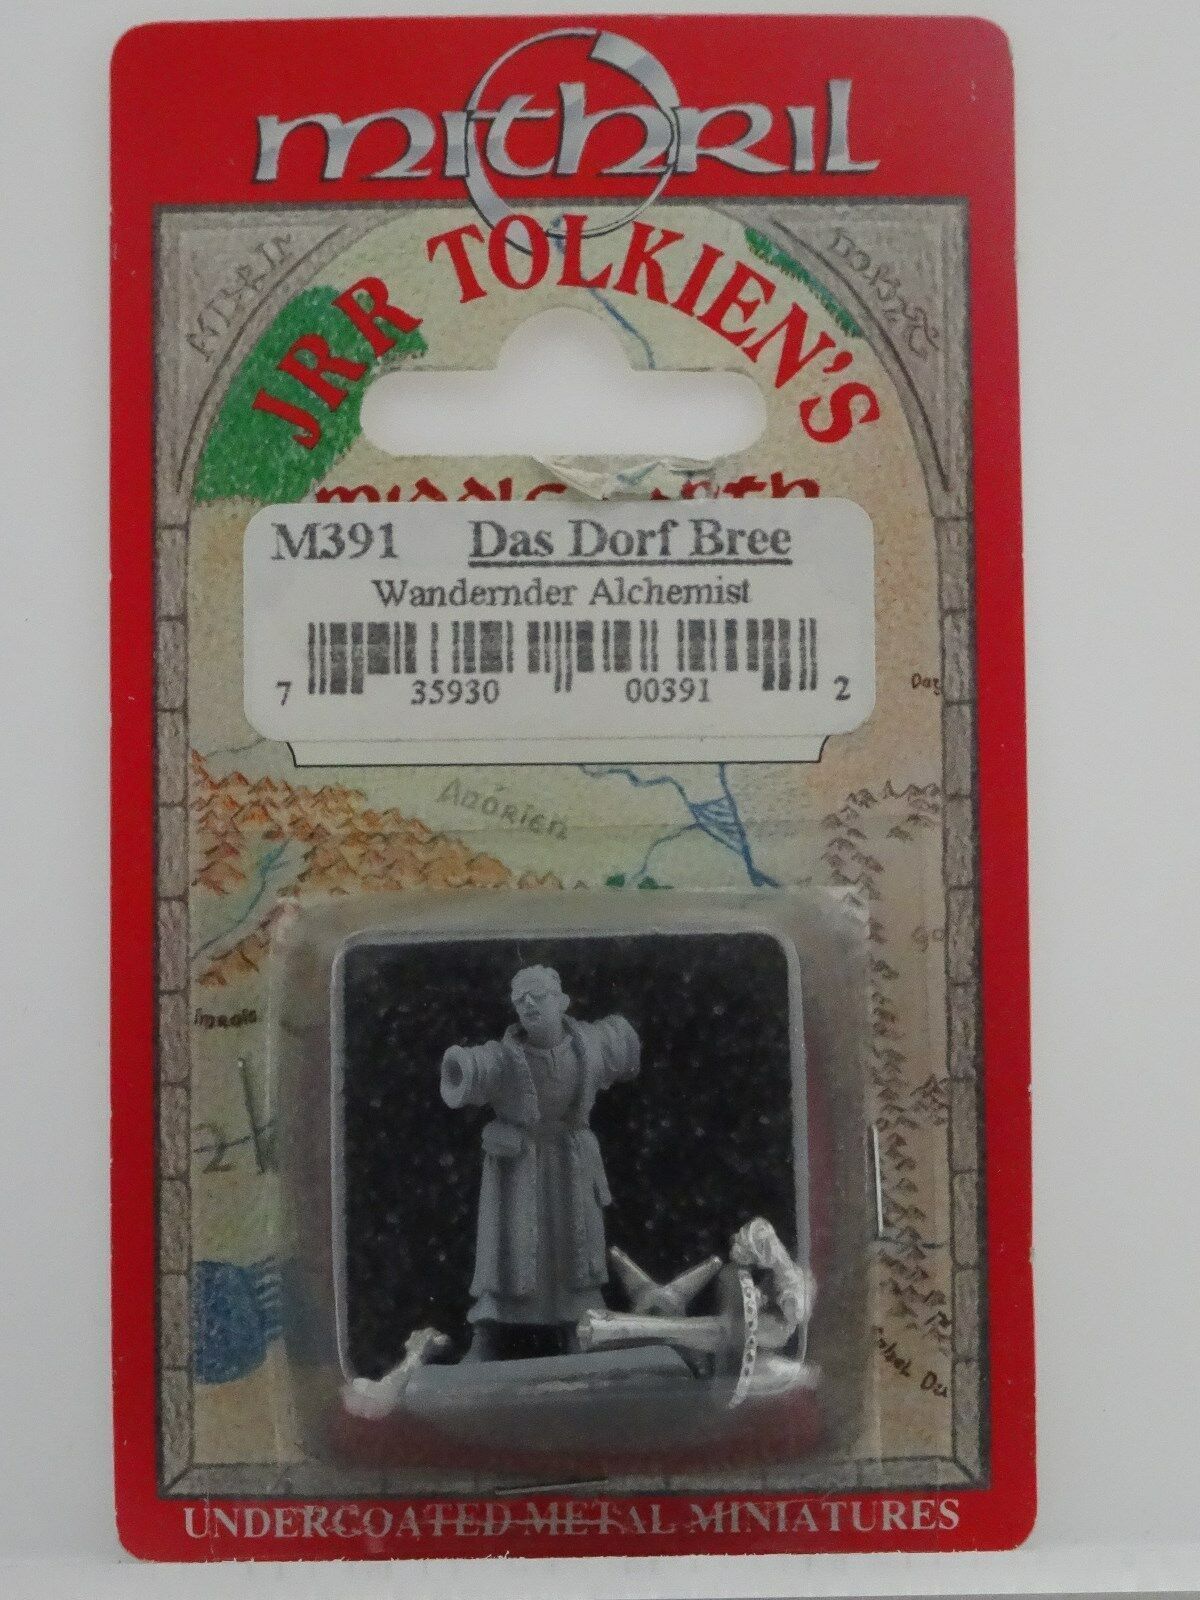 mithril
JRR TOLKIEN'S
M391 Das Dorf Bree
Wandernder Alchemist
7 35930 00391 2
Anórien
UNDERCOATED METAL MINIATURES